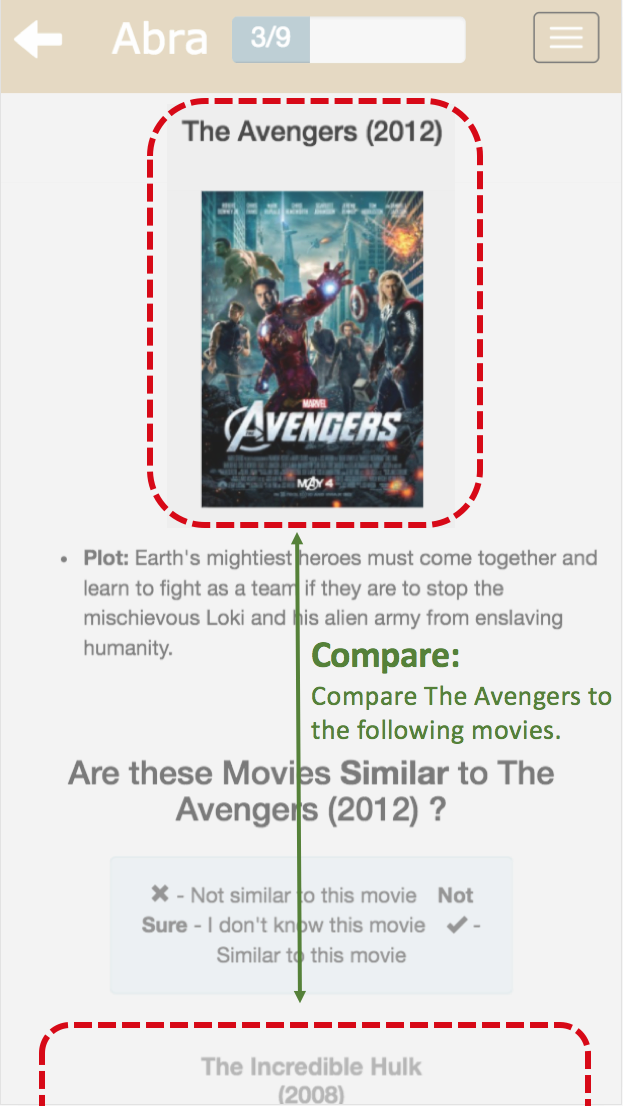 Abra
3/9
The Avengers (2012)
MARVEL
AVENGERS
MAY 4
• Plot: Earth's mightiest heroes must come together and
learn to fight as a team if they are to stop the
mischievous Loki and his alien army from enslaving
humanity.
Compare:
Compare The Avengers to
the following movies.
Are these Movies Similar to The
Avengers (2012) ?
✖ - Not similar to this movie Not
Sure - I don't know this movie ✔ -
Similar to this movie
The Incredible Hulk
(2008)